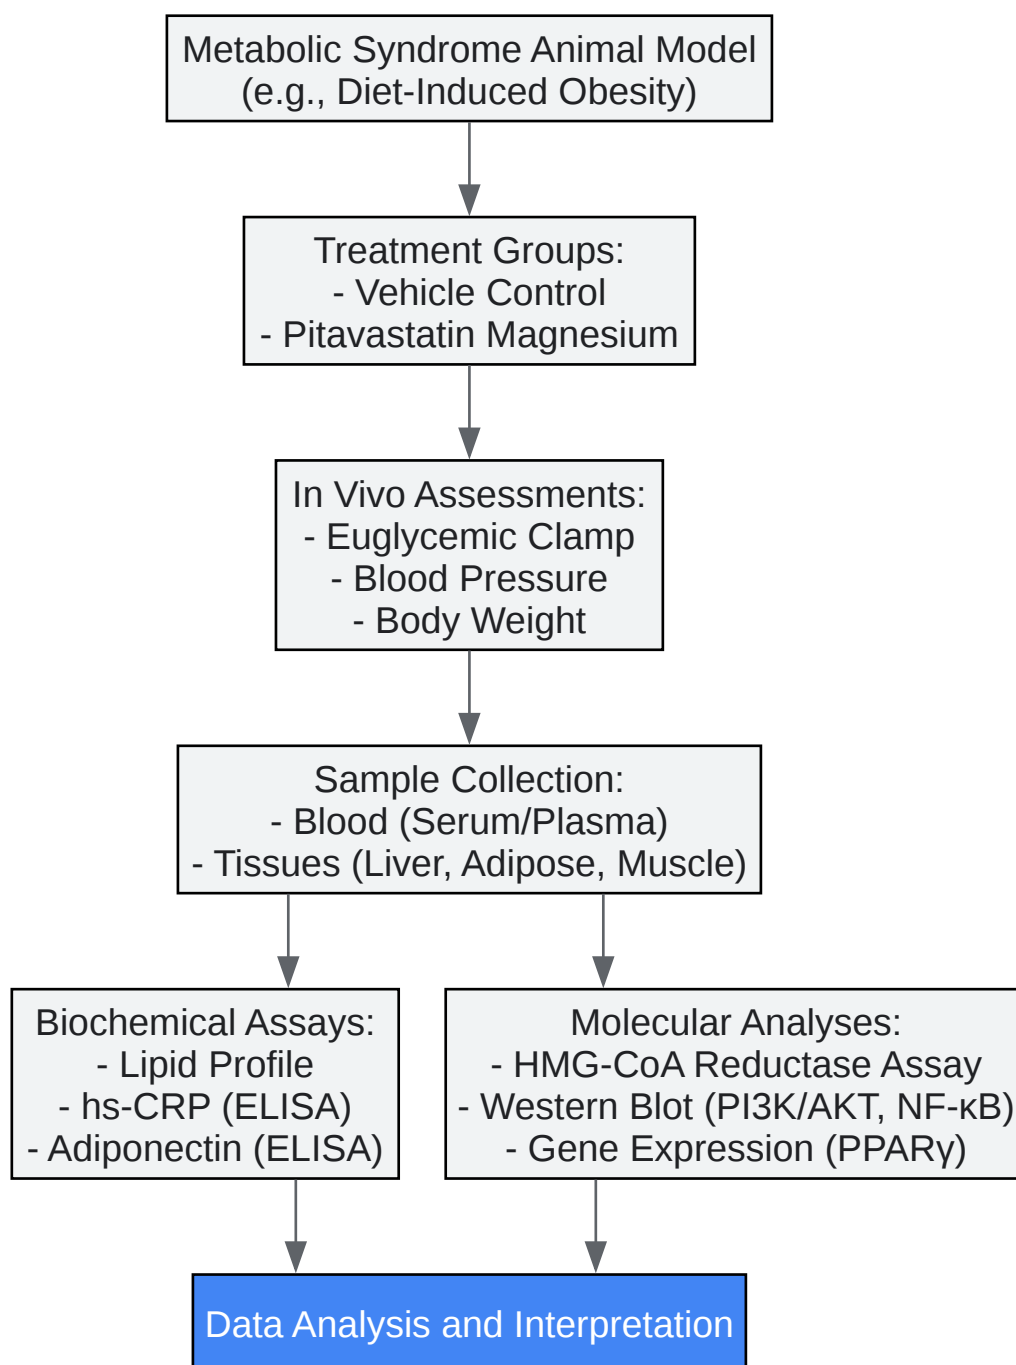 Metabolic Syndrome Animal Model
(e.g., Diet-Induced Obesity)
Treatment Groups:
- Vehicle Control
- Pitavastatin Magnesium
In Vivo Assessments:
- Euglycemic Clamp
- Blood Pressure
- Body Weight
Sample Collection:
- Blood (Serum/Plasma)
- Tissues (Liver, Adipose, Muscle)
Biochemical Assays:
- Lipid Profile
- hs-CRP (ELISA)
- Adiponectin (ELISA)
Molecular Analyses:
- HMG-CoA Reductase Assay
- Western Blot (PI3K/AKT, NF-κB)
- Gene Expression (PPARγ)
Data Analysis and Interpretation